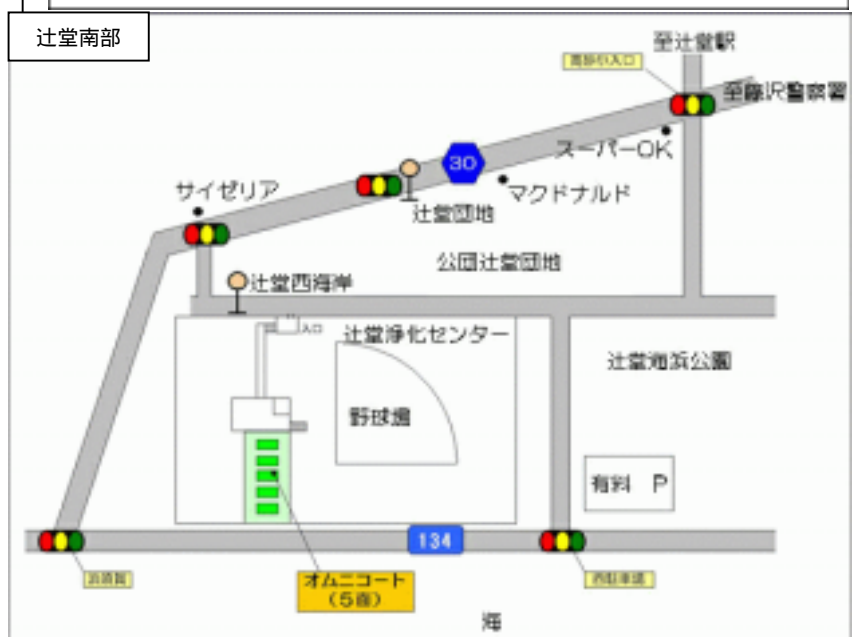 辻堂南部
至辻堂駅
至藤沢警察署
スーパーOK
30
マクドナルド
サイゼリア
辻堂団地
公団辻堂団地
辻堂西海岸
入口
辻堂浄化センター
辻堂海浜公園
野球場
有料 P
134
オムニコート
(5面)
海